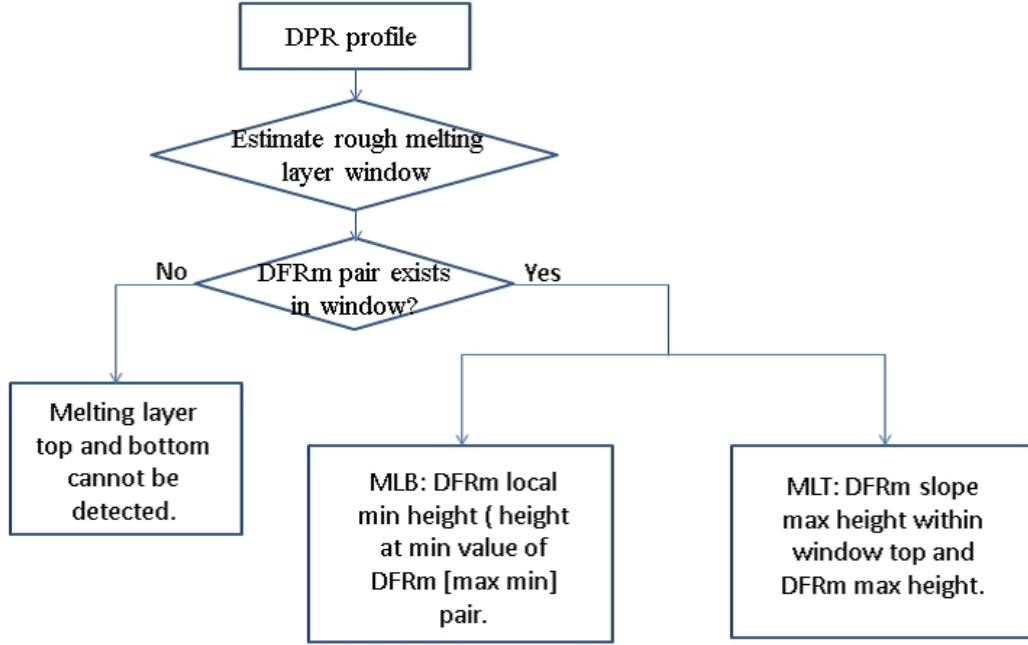 DPR profile
Estimate rough melting
layer window
DFRm pair exists
in window?
No
Yes
Melting layer
top and bottom
cannot be
detected.
MLB: DFRm local
min height ( height
at min value of
DFRm [max min]
pair.
MLT: DFRm slope
max height within
window top and
DFRm max height.